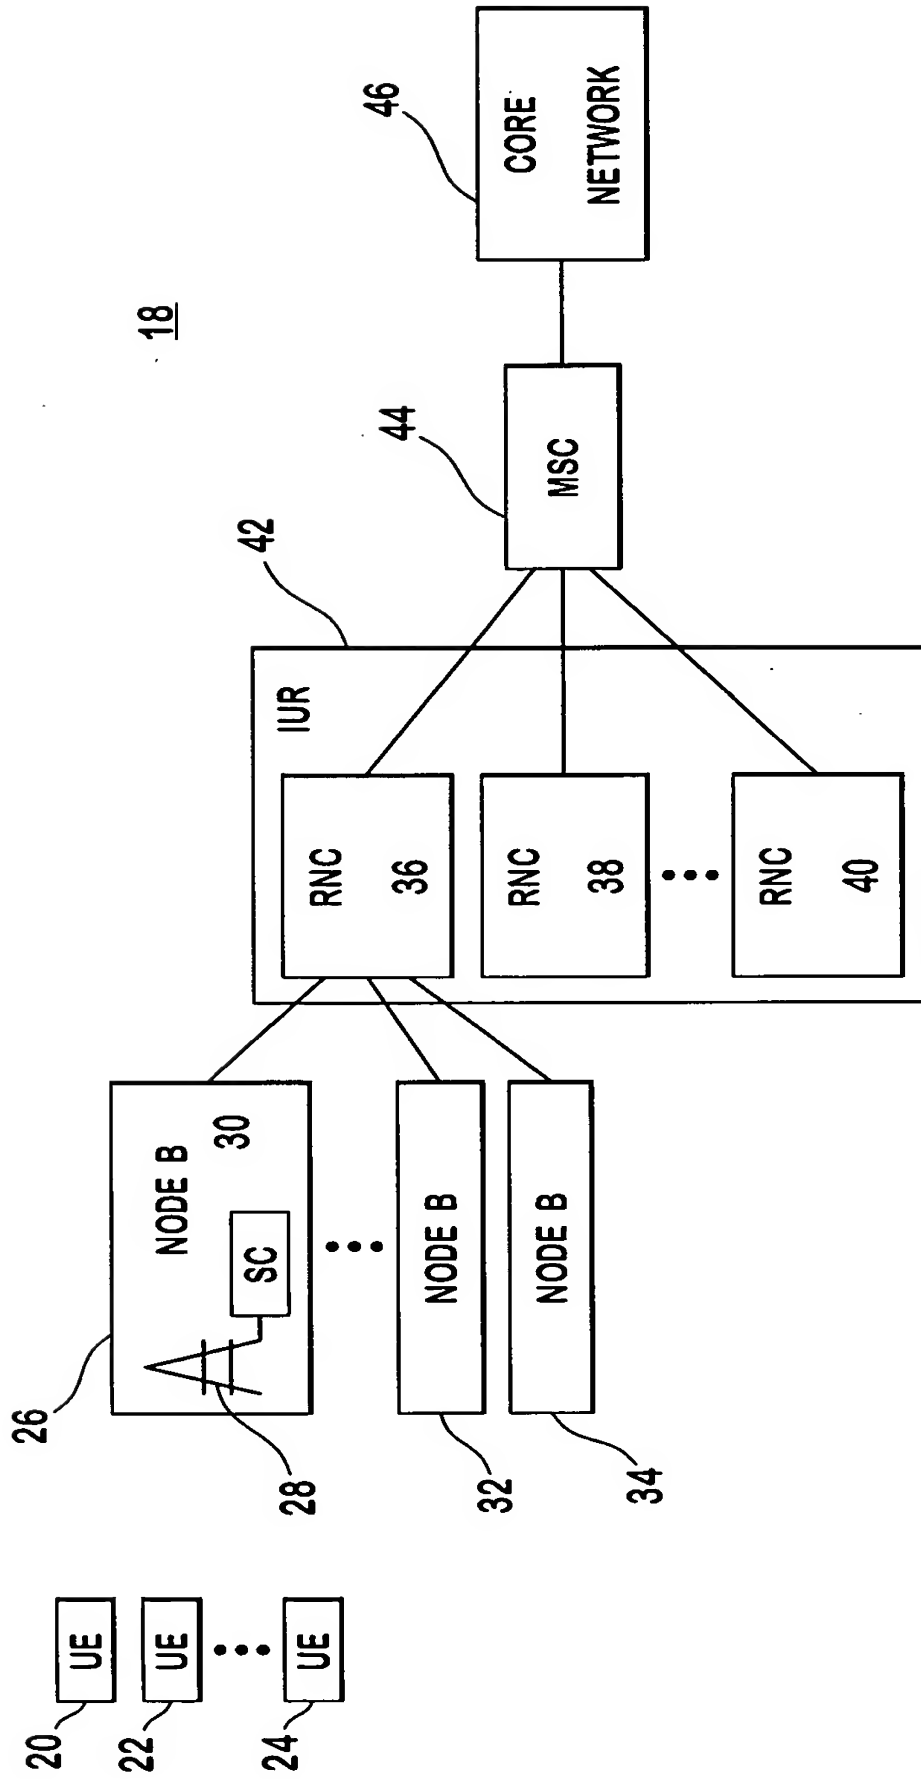 18
20
UE
22
UE
24
UE
26
NODE B
30
SC
28
NODE B
32
NODE B
34
42
IUR
RNC
36
RNC
38
RNC
40
44
MSC
46
CORE
NETWORK